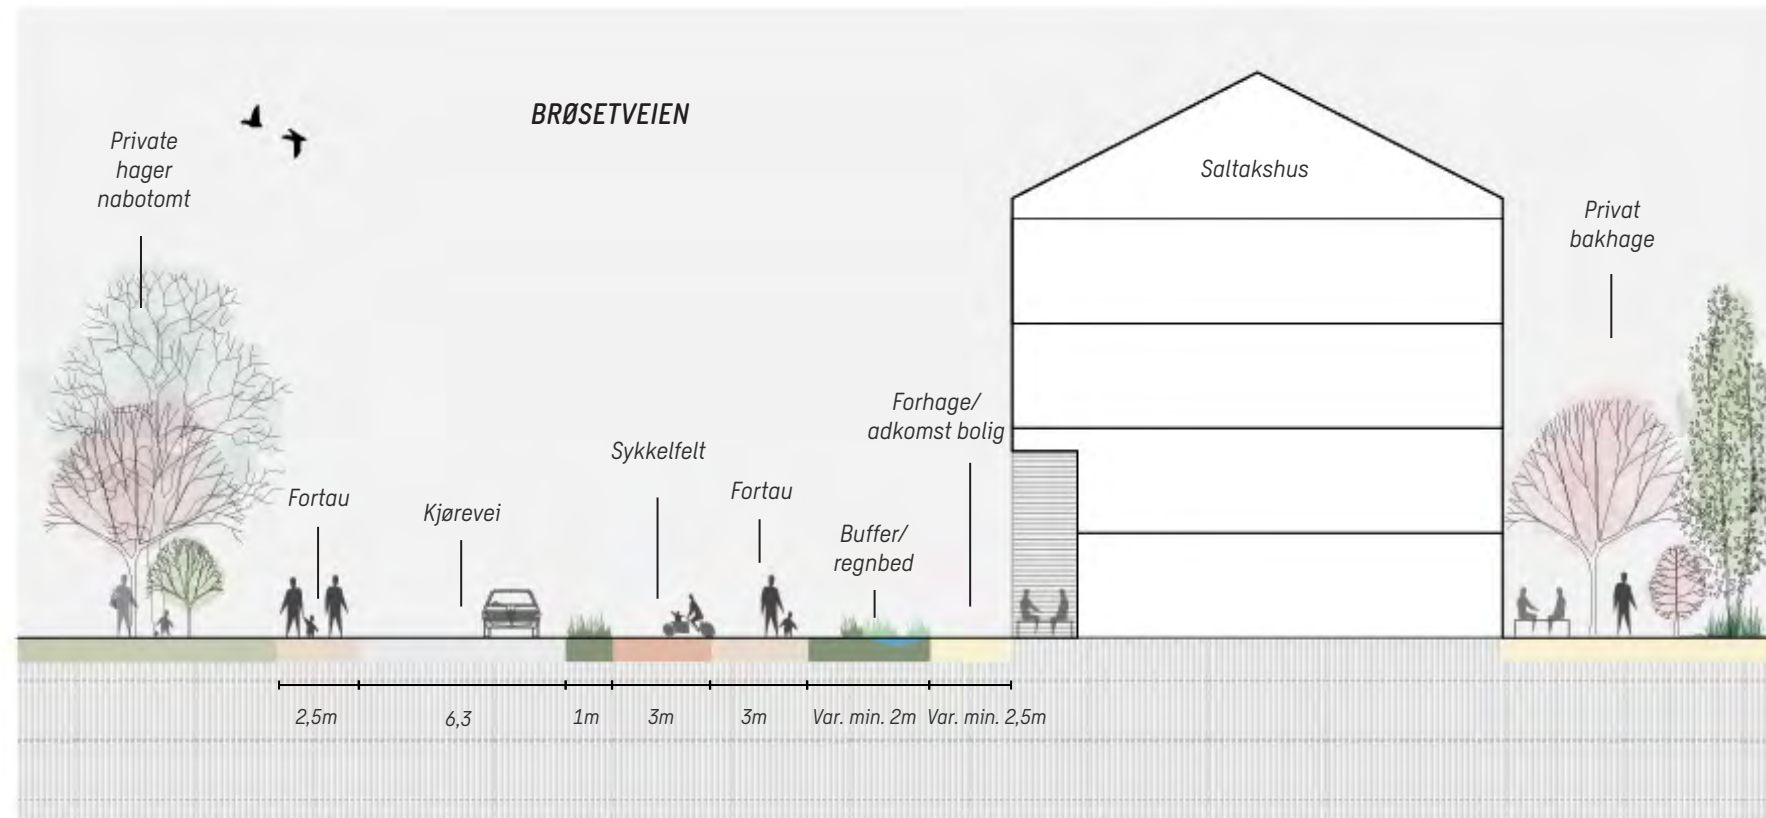 BRØSETVEIEN
Private
hager
nabotomt
Saltakshus
Privat
bakhage
Forhage/
adkomst bolig
Sykkelfelt
Fortau
Fortau
Kjørevei
Buffer/
regnbed
2,5m
6,3
1m
3m
3m
Var. min. 2m
Var. min. 2,5m